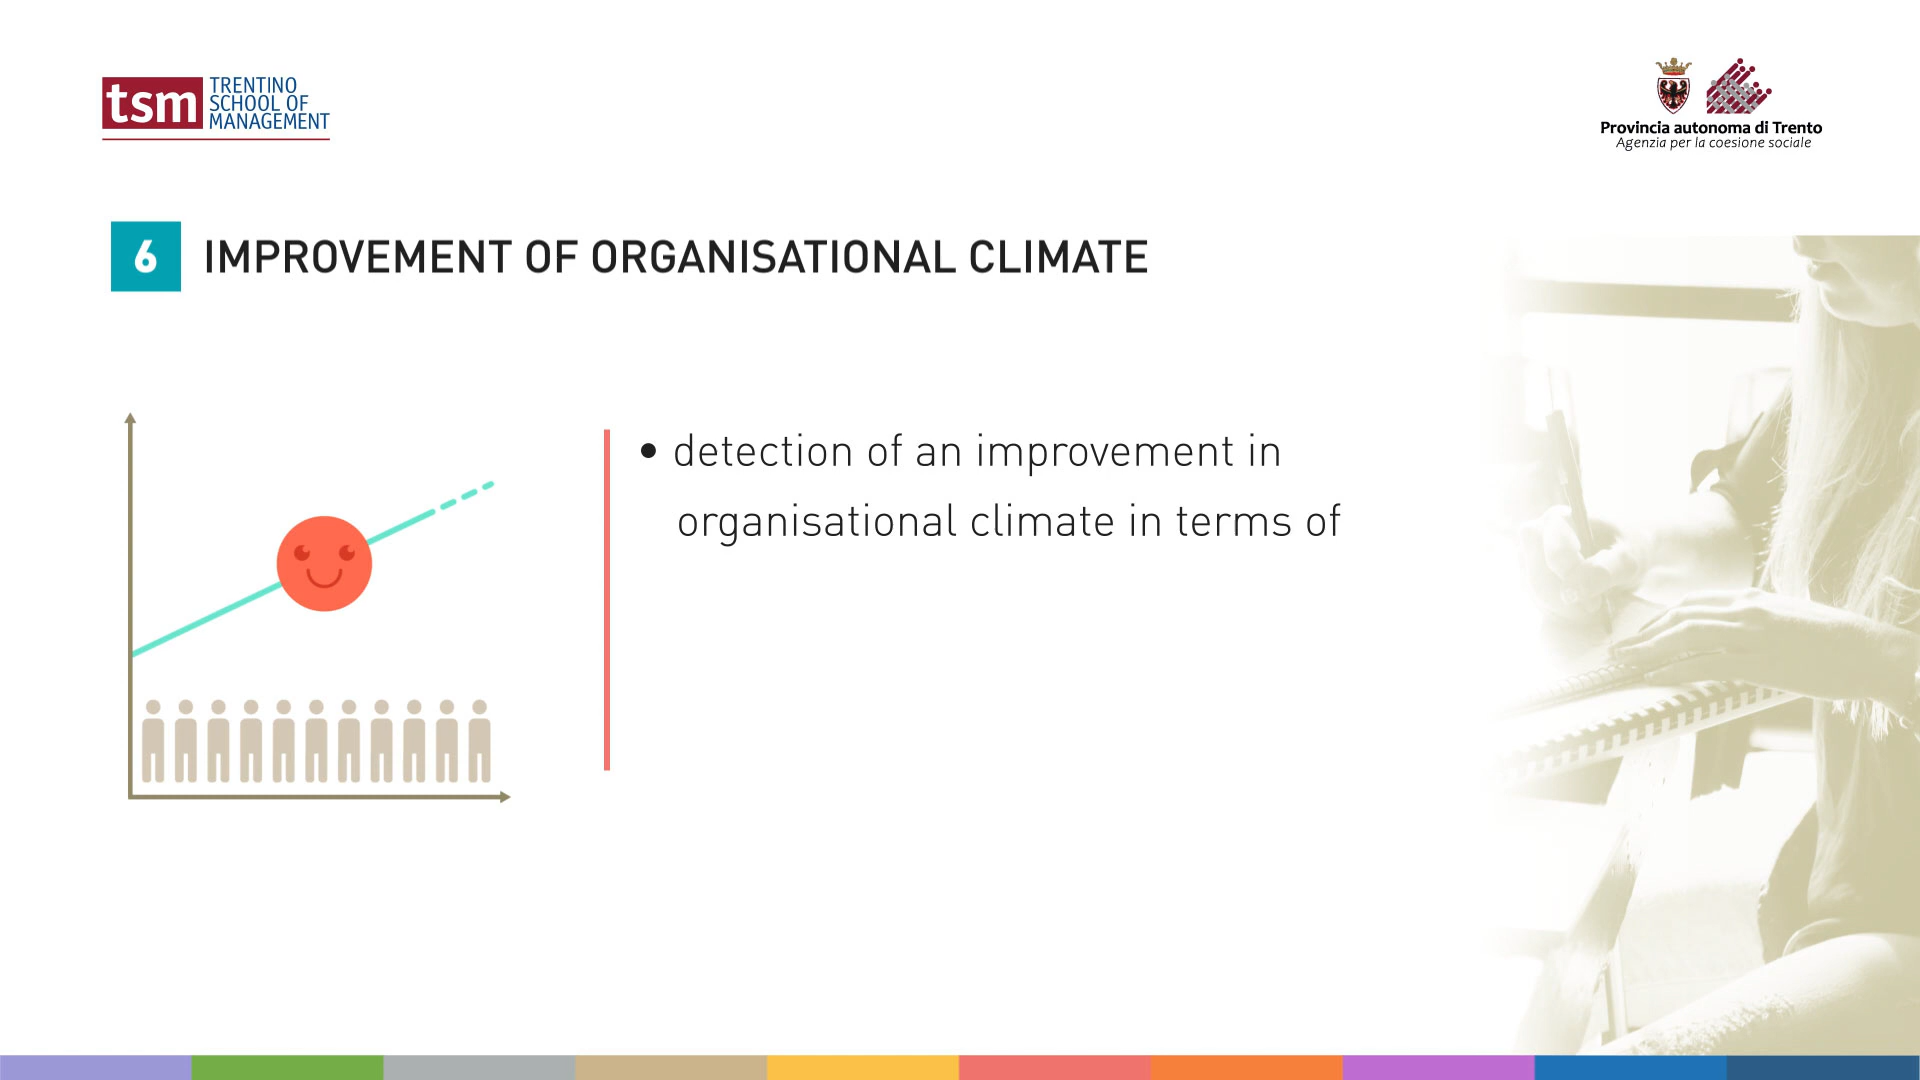 tsm
TRENTINO
SCHOOL OF
MANAGEMENT
Provincia autonoma di Trento
Agenzia per la coesione sociale
6 IMPROVEMENT OF ORGANISATIONAL CLIMATE
• detection of an improvement in
organisational climate in terms of